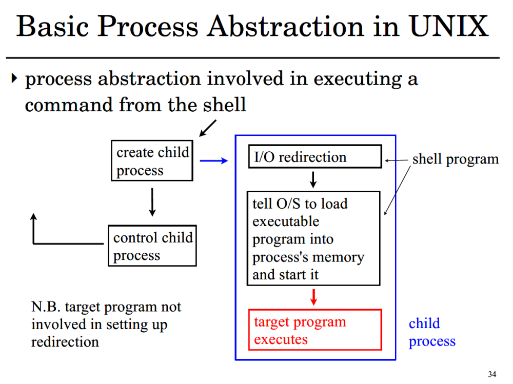 Basic Process Abstraction in UNIX
process abstraction involved in executing a
command from the shell
create child
process
I/O redirection
shell program
tell O/S to load
executable
program into
process's memory
and start it
control child
process
N.B. target program not
involved in setting up
redirection
target program
executes
child
process
34